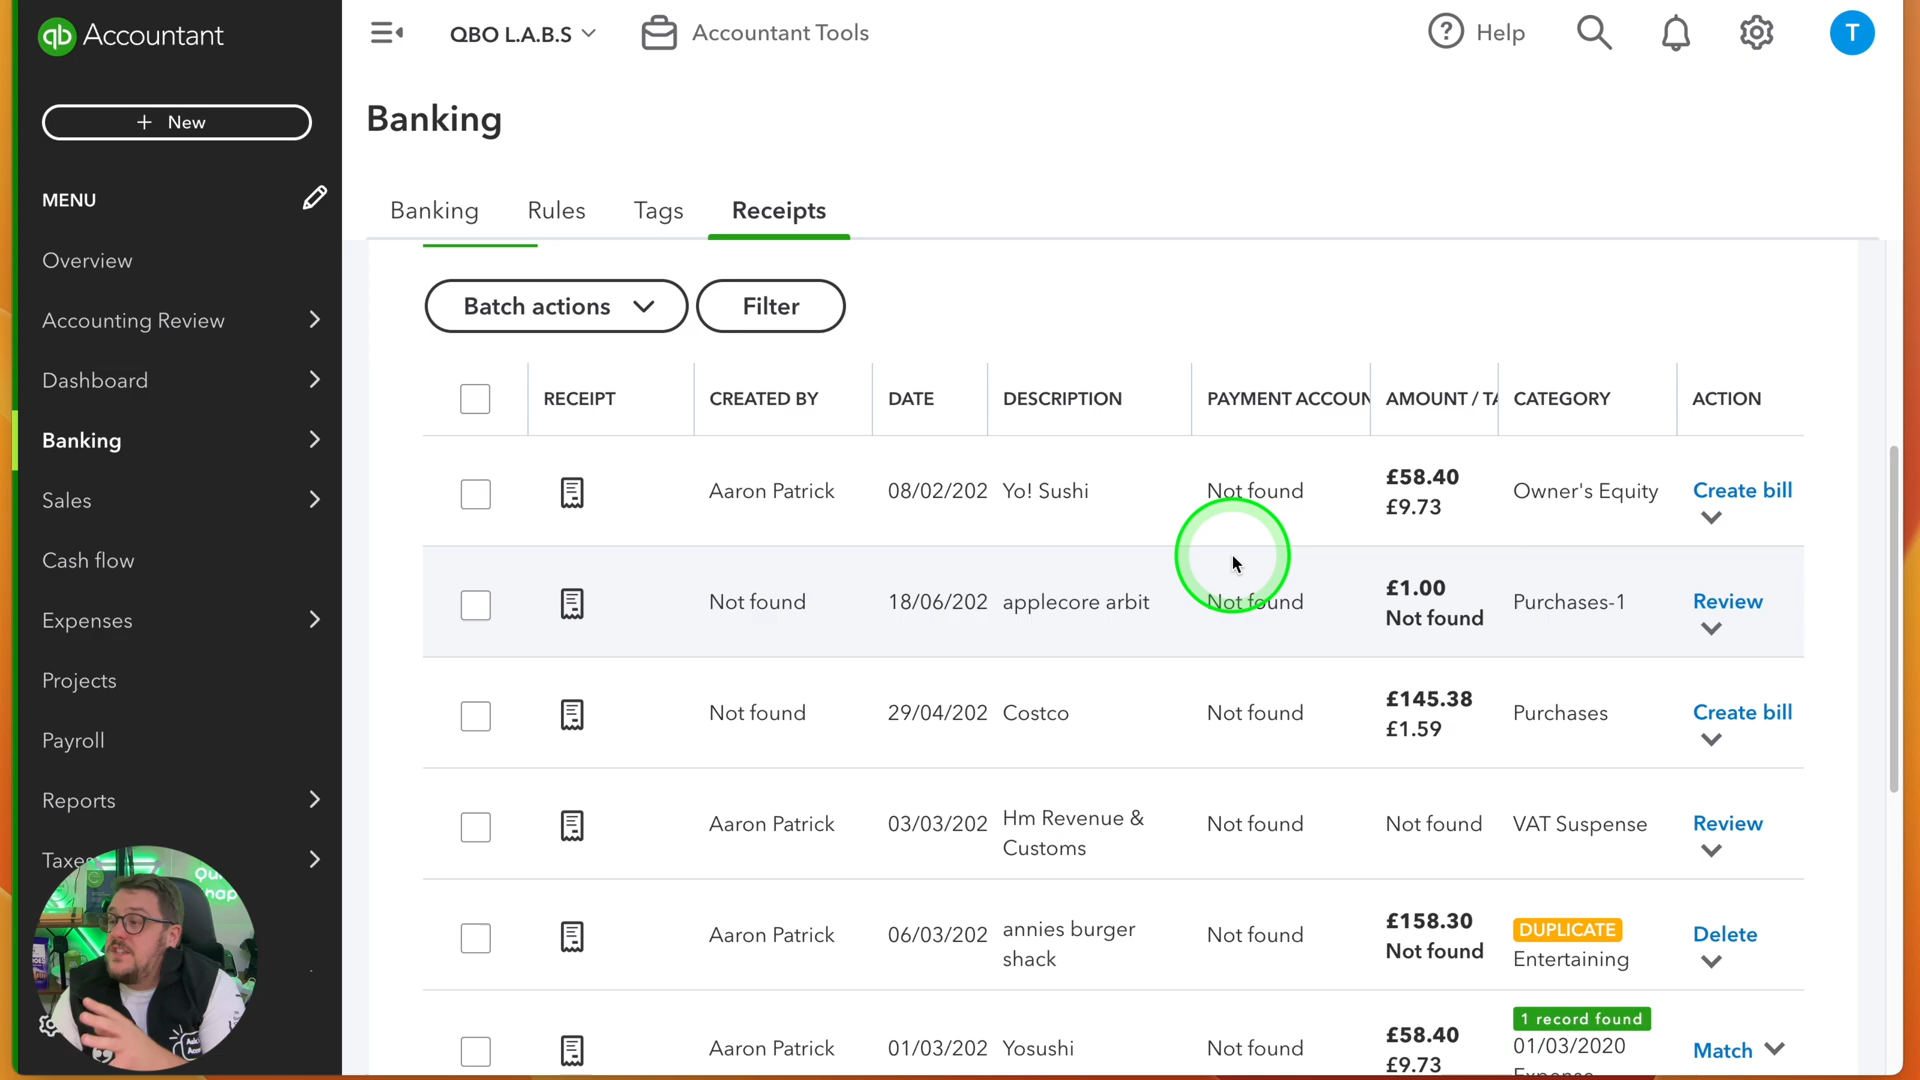 qb Accountant
QBO L.A.B.S
Accountant Tools
? Help
T
+ New
Banking
MENU
Banking Rules Tags Receipts
Overview
Accounting Review
Dashboard
Banking
Sales
Cash flow
Expenses
Projects
Payroll
Reports
Taxes
Batch actions
Filter
RECEIPT CREATED BY DATE DESCRIPTION PAYMENT ACCOUN AMOUNT / TA CATEGORY ACTION
Aaron Patrick 08/02/202 Yo! Sushi Not found £58.40 Owner's Equity Create bill
£9.73
Not found 18/06/202 applecore arbit Not found £1.00 Purchases-1 Review
Not found
Not found 29/04/202 Costco Not found £145.38 Purchases Create bill
£1.59
Aaron Patrick 03/03/202 Hm Revenue & Not found Not found VAT Suspense Review
Customs
Aaron Patrick 06/03/202 annies burger Not found £158.30 DUPLICATE Delete
shack Not found Entertaining
1 record found
Aaron Patrick 01/03/202 Yosushi Not found £58.40 01/03/2020 Match
£9.73 Expense